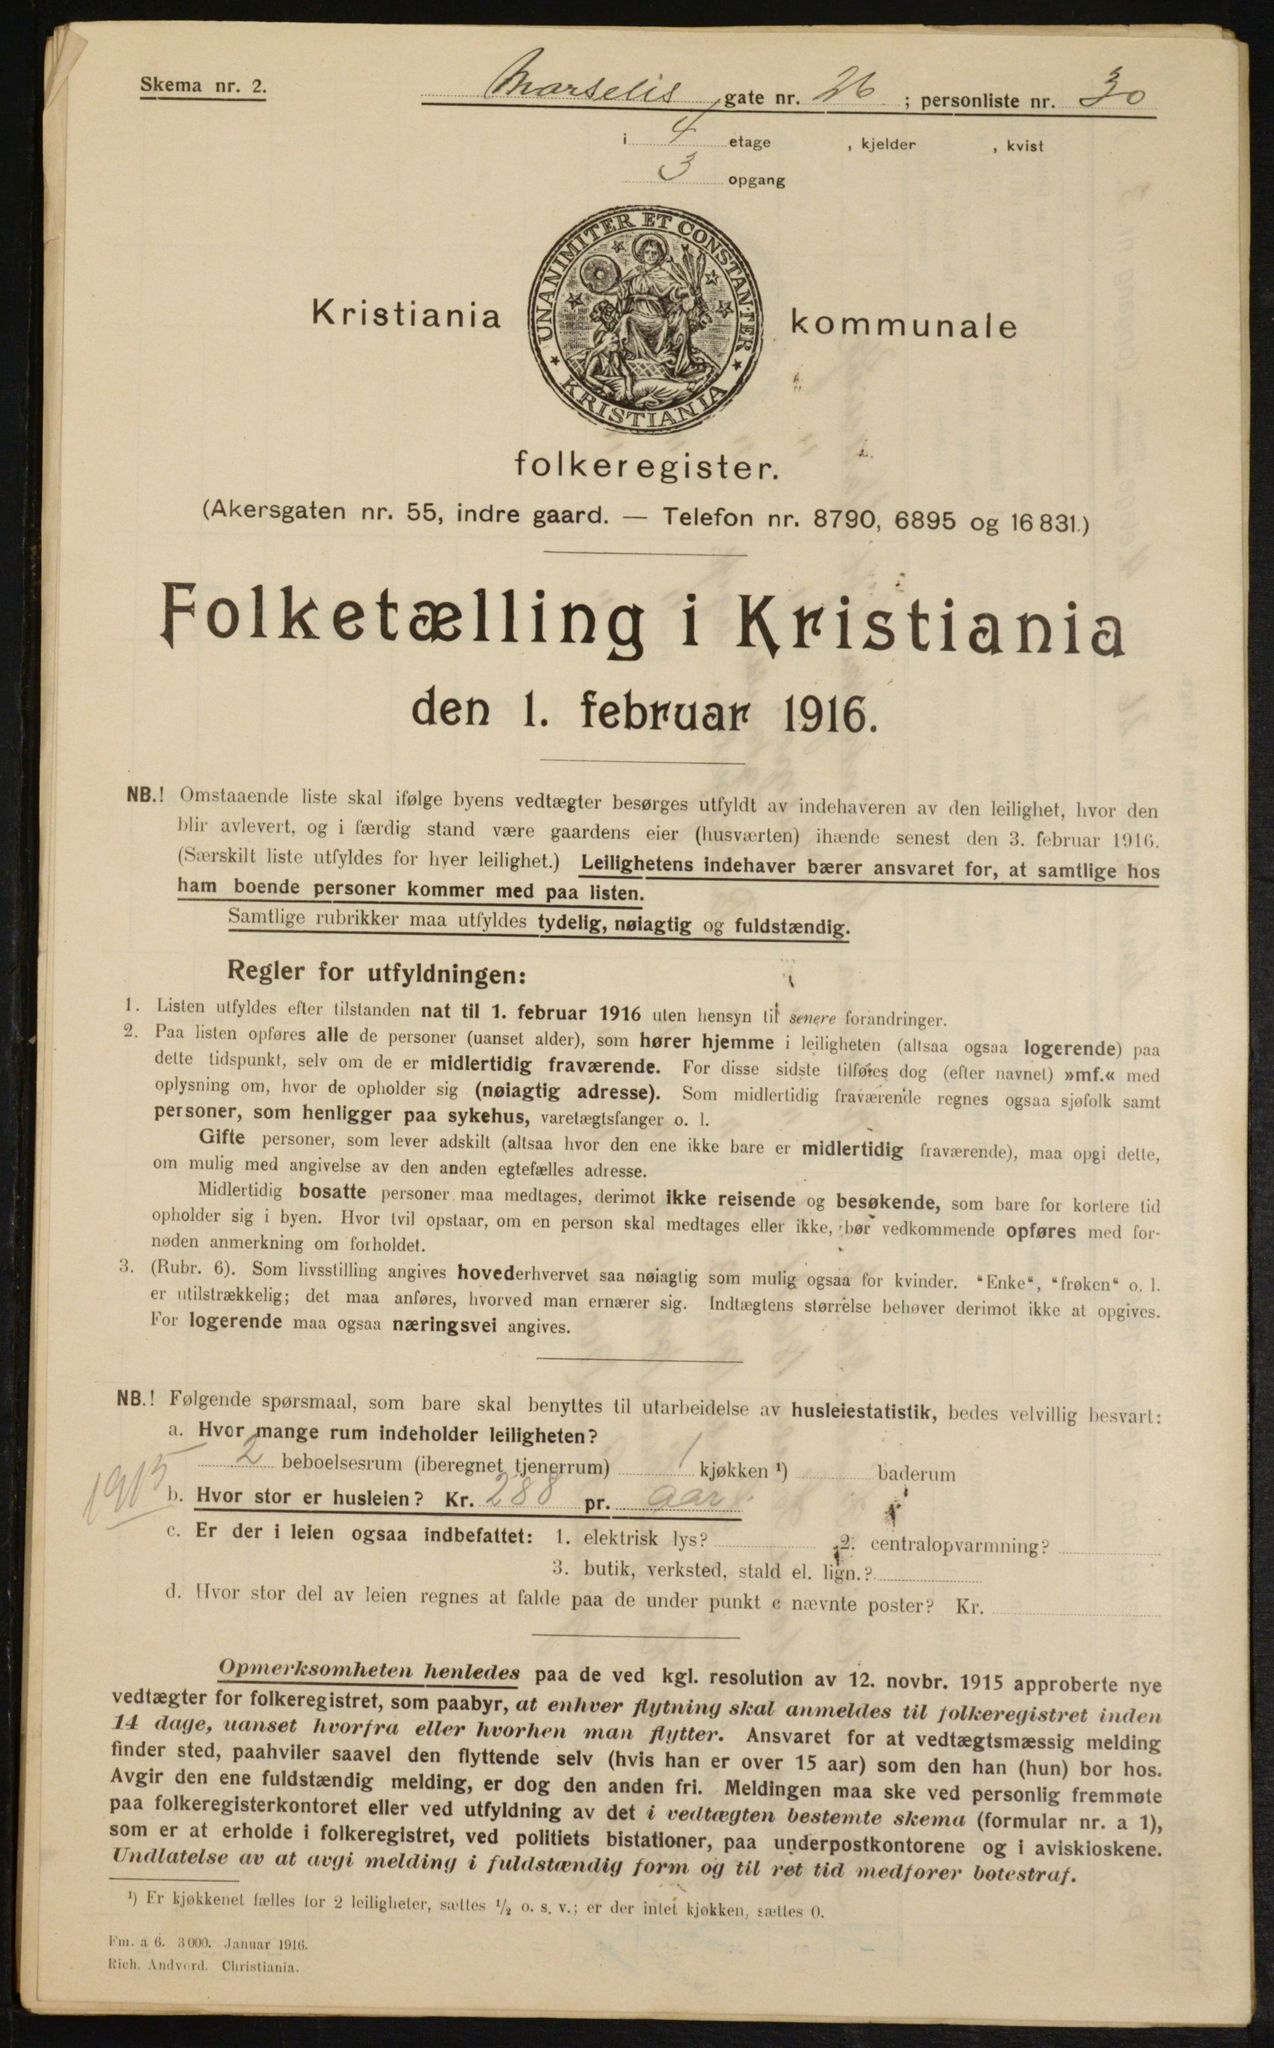 Skema nr. 2.
Marselis gate nr. 26 ; personliste nr. 30
i 4 etage , kjelder , kvist
3 opgang
UNANIMITER ET CONSTANTER
KRISTIANIA
Kristiania kommunale
folkeregister.
(Akersgaten nr. 55, indre gaard. — Telefon nr. 8790, 6895 og 16 831.)
Folketælling i Kristiania
den 1. februar 1916.
NB.! Omstaaende liste skal ifølge byens vedtægter besørges utfyldt av indehaveren av den leilighet, hvor den
blir avlevert, og i færdig stand være gaardens eier (husværten) ihænde senest den 3. februar 1916.
(Særskilt liste utfyldes for hver leilighet.) Leilighetens indehaver bærer ansvaret for, at samtlige hos
ham boende personer kommer med paa listen.
Samtlige rubrikker maa utfyldes tydelig, nøiagtig og fuldstændig.
Regler for utfyldningen:
1. Listen utfyldes efter tilstanden nat til 1. februar 1916 uten hensyn til senere forandringer.
2. Paa listen opføres alle de personer (uanset alder), som hører hjemme i leiligheten (altsaa ogsaa logerende) paa
dette tidspunkt, selv om de er midlertidig fraværende. For disse sidste tilføies dog (efter navnet) »mf.« med
oplysning om, hvor de opholder sig (nøiagtig adresse). Som midlertidig fraværende regnes ogsaa sjøfolk samt
personer, som henligger paa sykehus, varetægtsfanger o. l.
Gifte personer, som lever adskilt (altsaa hvor den ene ikke bare er midlertidig fraværende), maa opgi dette,
om mulig med angivelse av den anden egtefælles adresse.
Midlertidig bosatte personer maa medtages, derimot ikke reisende og besøkende, som bare for kortere tid
opholder sig i byen. Hvor tvil opstaar, om en person skal medtages eller ikke, bør vedkommende opføres med for-
nøden anmerkning om forholdet.
3. (Rubr. 6). Som livsstilling angives hovederhvervet saa nøiagtig som mulig ogsaa for kvinder. "Enke", "frøken" o. l.
er utilstrækkelig; det maa anføres, hvorved man ernærer sig. Indtægtens størrelse behøver derimot ikke at opgives.
For logerende maa ogsaa næringsvei angives.
NB.! Følgende spørsmaal, som bare skal benyttes til utarbeidelse av husleiestatistik, bedes velvillig besvart:
a. Hvor mange rum indeholder leiligheten?
2 beboelsesrum (iberegnet tjenerrum) 1 kjøkken ¹) baderum
1915
b. Hvor stor er husleien? Kr. 288 pr. aar
c. Er der i leien ogsaa indbefattet: 1. elektrisk lys? 2. centralopvarmning?
3. butik, verksted, stald el. lign.?
d. Hvor stor del av leien regnes at falde paa de under punkt c nævnte poster? Kr.
Opmerksomheten henledes paa de ved kgl. resolution av 12. novbr. 1915 approberte nye
vedtægter for folkeregistret, som paabyr, at enhver flytning skal anmeldes til folkeregistret inden
14 dage, uanset hvorfra eller hvorhen man flytter. Ansvaret for at vedtægtsmæssig melding
finder sted, paahviler saavel den flyttende selv (hvis han er over 15 aar) som den han (hun) bor hos.
Avgir den ene fuldstændig melding, er dog den anden fri. Meldingen maa ske ved personlig fremmøte
paa folkeregisterkontoret eller ved utfyldning av det i vedtægten bestemte skema (formular nr. a 1),
som er at erholde i folkeregistret, ved politiets bistationer, paa underpostkontorene og i aviskioskene.
Undlatelse av at avgi melding i fuldstændig form og til ret tid medfører bøtestraf.
¹) Er kjøkkenet fælles for 2 leiligheter, sættes ½ o. s. v.; er der intet kjøkken, sættes 0.
Fm. a 6. 3 000. Januar 1916.
Rich. Andvord. Christiania.